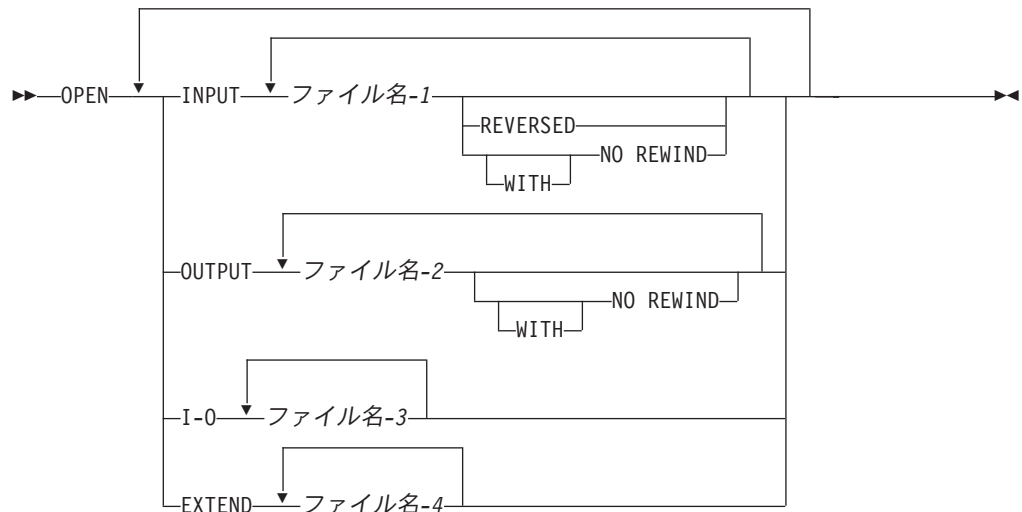 OPEN INPUT ファイル名-1
REVERSED
NO REWIND
WITH
OUTPUT ファイル名-2
NO REWIND
WITH
I-O ファイル名-3
EXTEND ファイル名-4